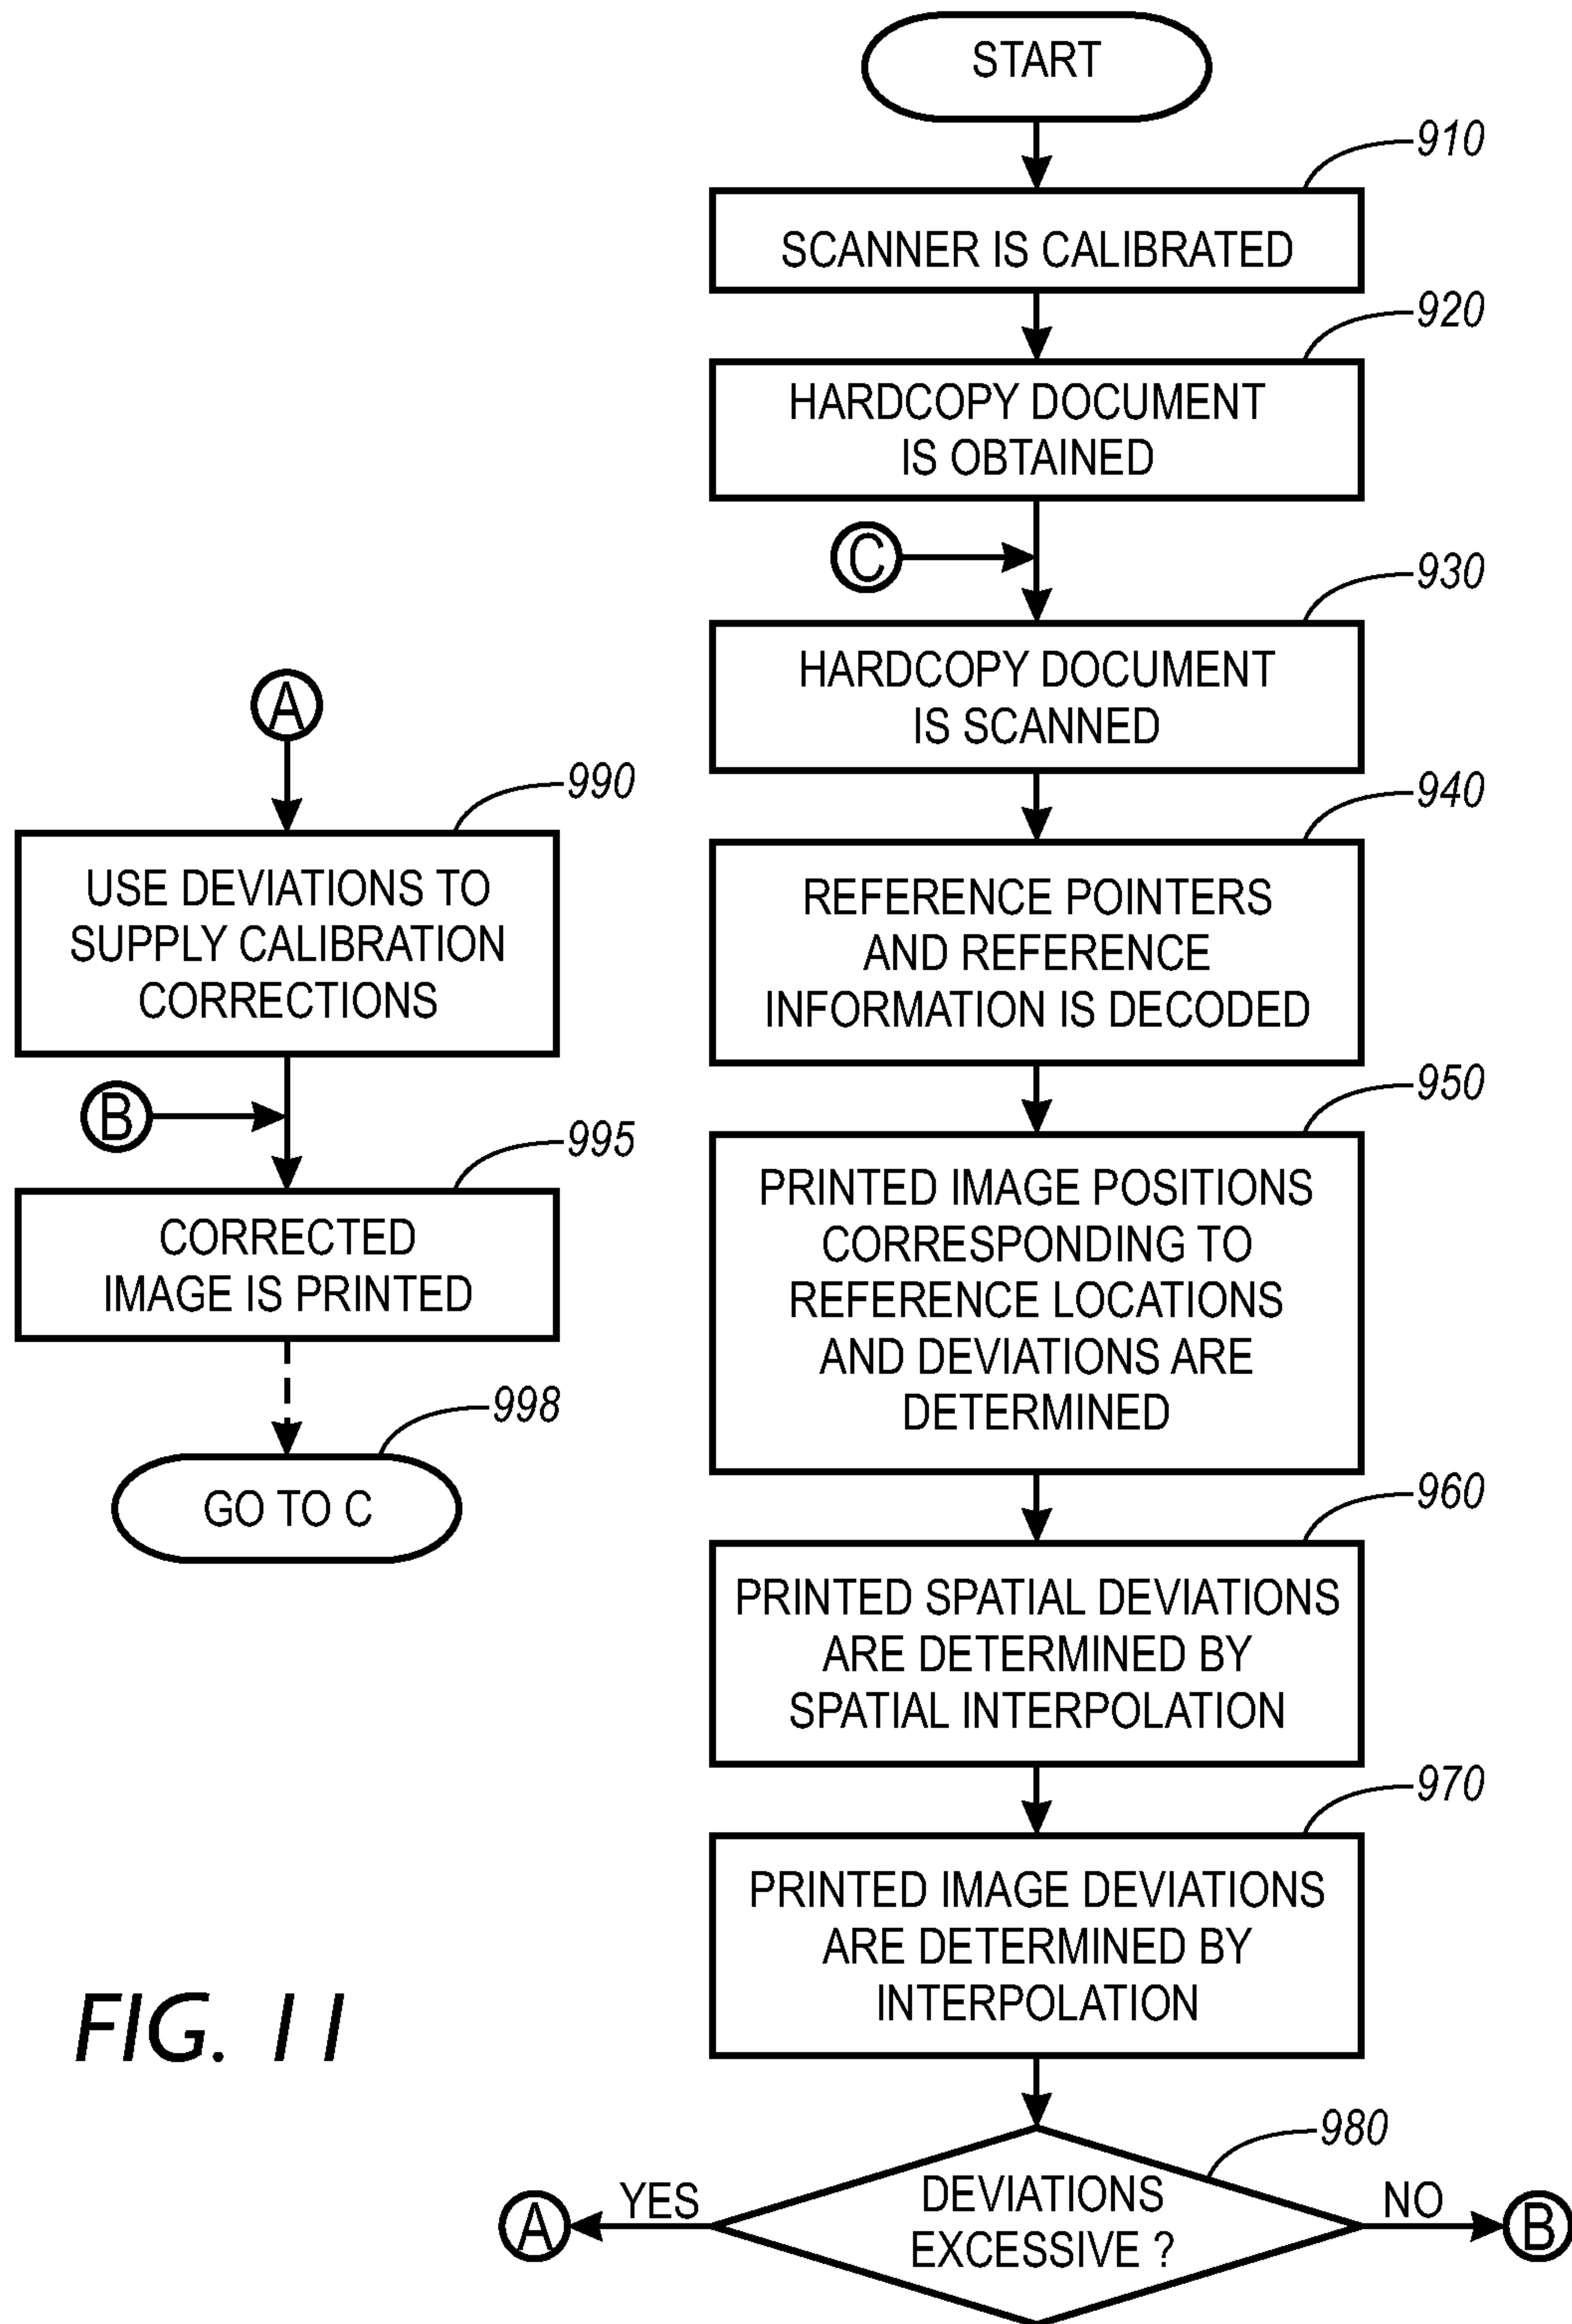 START
910
SCANNER IS CALIBRATED
920
HARDCOPY DOCUMENT
IS OBTAINED
C
930
HARDCOPY DOCUMENT
IS SCANNED
940
REFERENCE POINTERS
AND REFERENCE
INFORMATION IS DECODED
950
PRINTED IMAGE POSITIONS
CORRESPONDING TO
REFERENCE LOCATIONS
AND DEVIATIONS ARE
DETERMINED
960
PRINTED SPATIAL DEVIATIONS
ARE DETERMINED BY
SPATIAL INTERPOLATION
970
PRINTED IMAGE DEVIATIONS
ARE DETERMINED BY
INTERPOLATION
980
DEVIATIONS
EXCESSIVE ?
YES
A
NO
B
A
990
USE DEVIATIONS TO
SUPPLY CALIBRATION
CORRECTIONS
B
995
CORRECTED
IMAGE IS PRINTED
998
GO TO C
FIG. 11